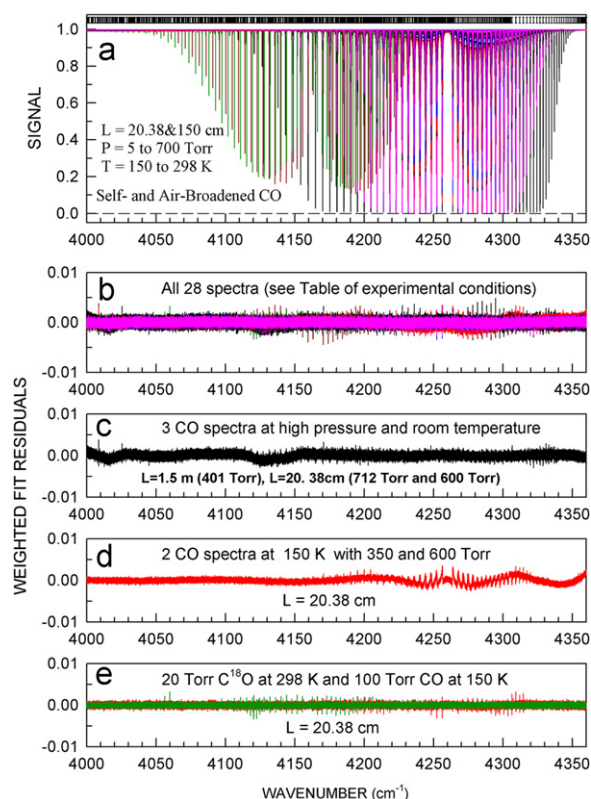 a
SIGNAL
1.0
0.8
0.6
0.4
0.2
0.0
L = 20.38&150 cm
P = 5 to 700 Torr
T = 150 to 298 K
Self- and Air-Broadened CO
4000 4050 4100 4150 4200 4250 4300 4350
WEIGHTED FIT RESIDUALS
b
All 28 spectra (see Table of experimental conditions)
0.01
0.00
-0.01
4000 4050 4100 4150 4200 4250 4300 4350
c
3 CO spectra at high pressure and room temperature
L=1.5 m (401 Torr), L=20. 38cm (712 Torr and 600 Torr)
0.01
0.00
-0.01
4000 4050 4100 4150 4200 4250 4300 4350
d
2 CO spectra at 150 K with 350 and 600 Torr
L = 20.38 cm
0.01
0.00
-0.01
4000 4050 4100 4150 4200 4250 4300 4350
e
20 Torr C¹⁸O at 298 K and 100 Torr CO at 150 K
L = 20.38 cm
0.01
0.00
-0.01
4000 4050 4100 4150 4200 4250 4300 4350
WAVENUMBER (cm⁻¹)